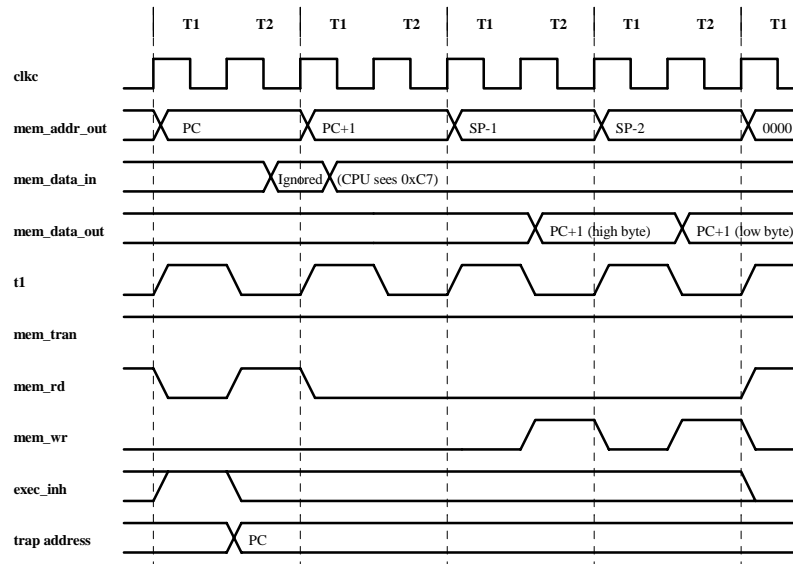 T1 T2 T1 T2 T1 T2 T1 T2 T1
clkc
mem_addr_out PC PC+1 SP-1 SP-2 0000
mem_data_in Ignored (CPU sees 0xC7)
mem_data_out PC+1 (high byte) PC+1 (low byte)
t1
mem_tran
mem_rd
mem_wr
exec_inh
trap address PC